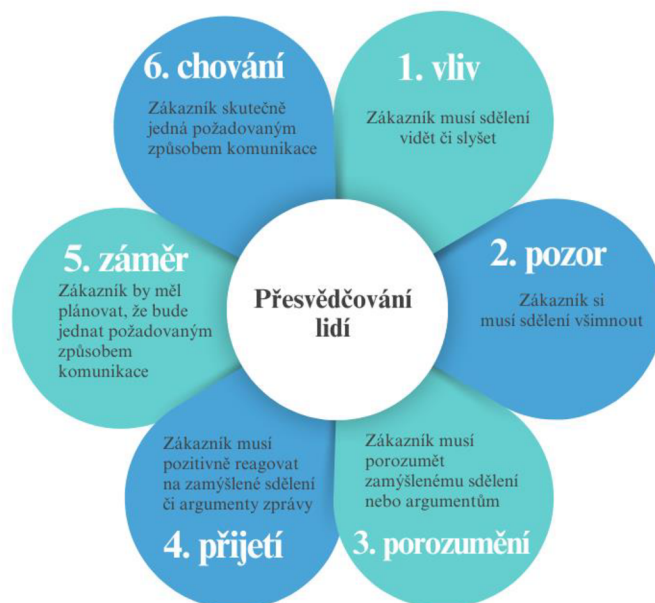 Přesvědčování
lidí
1. vliv
Zákazník musí sdělení
vidět či slyšet
2. pozor
Zákazník si
musí sdělení všimnout
Zákazník musí
porozumět
zamýšlenému sdělení
nebo argumentům
3. porozumění
Zákazník musí
pozitivně reagovat
na zamýšlené sdělení
či argumenty zprávy
4. přijetí
5. záměr
Zákazník by měl
plánovat, že bude
jednat požadovaným
způsobem
komunikace
6. chování
Zákazník skutečně
jedná požadovaným
způsobem komunikace